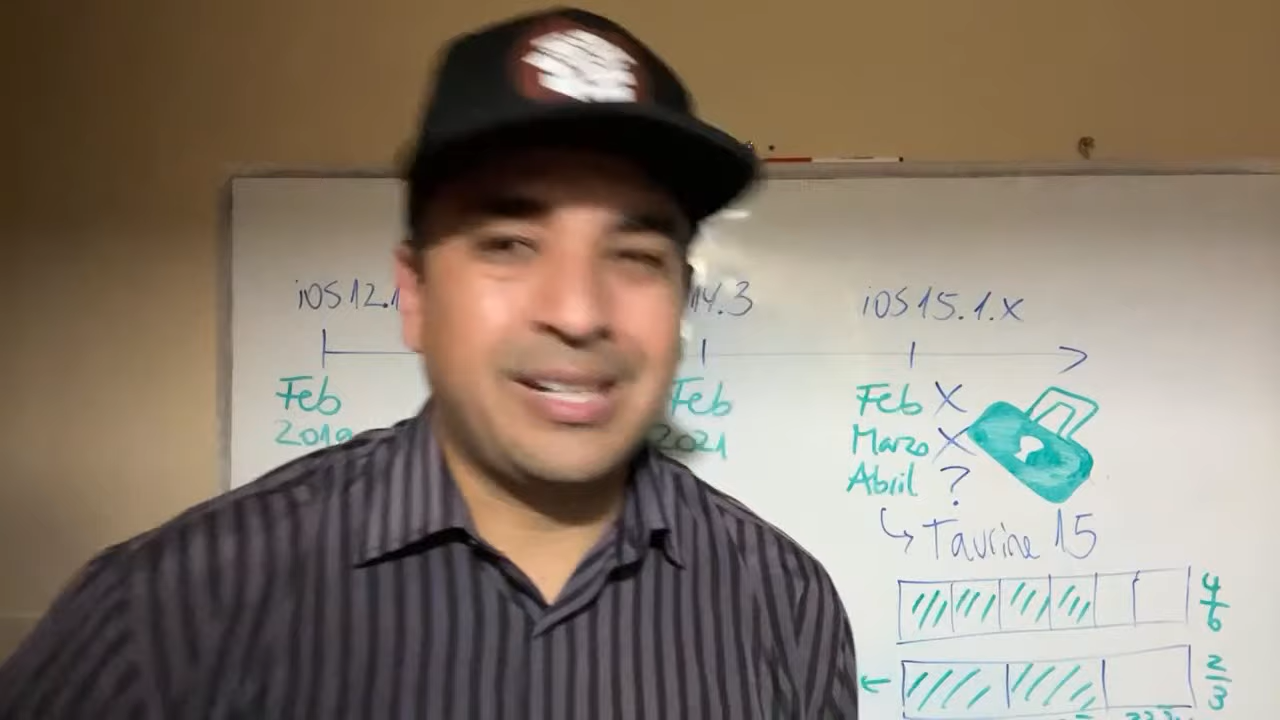 iOS 12.1
14.3
iOS 15.1.x
Feb
2019
Feb
2021
Feb X
Marzo X
Abril ?
↳ Taurine 15
4/6
← 2/3